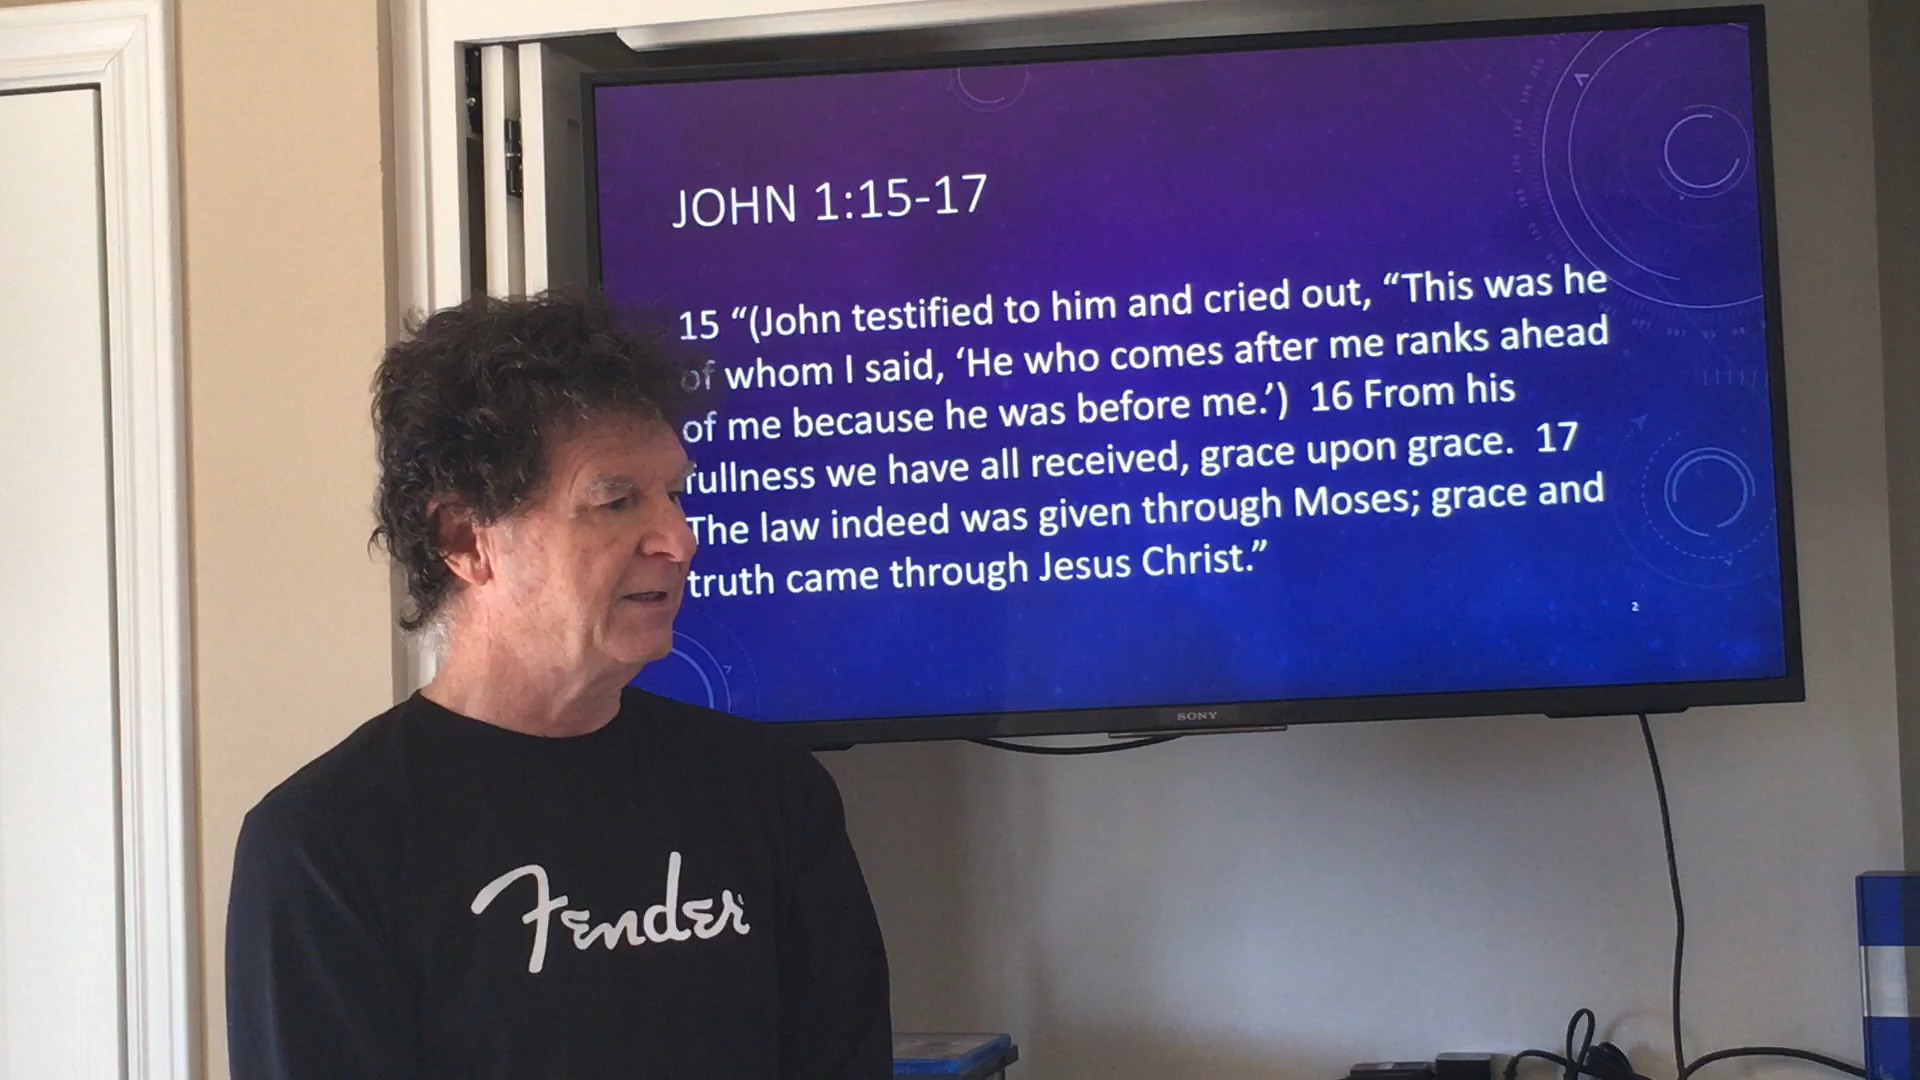 JOHN 1:15-17
15 “(John testified to him and cried out, “This was he
of whom I said, ‘He who comes after me ranks ahead
of me because he was before me.’) 16 From his
fullness we have all received, grace upon grace. 17
The law indeed was given through Moses; grace and
truth came through Jesus Christ.”
2
SONY
Fender